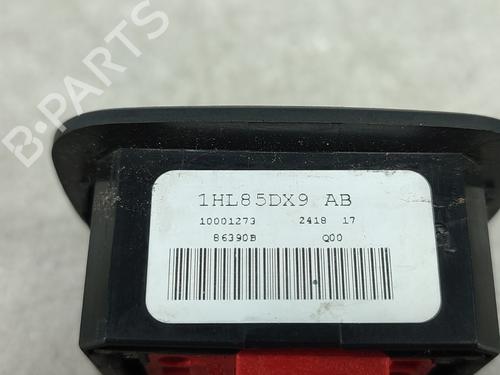 B-PARTS
1HL85DX9 AB
10001273 2418 17
86390B Q00